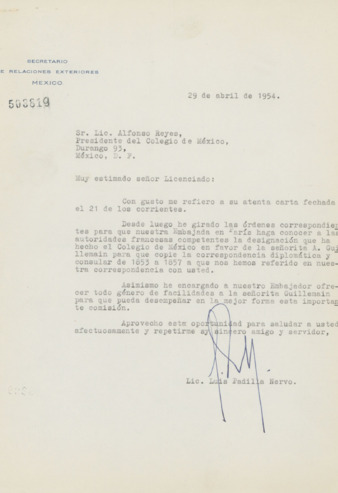 SECRETARIO
E RELACIONES EXTERIORES
MEXICO
503619
29 de abril de 1954.
Sr. Lic. Alfonso Reyes,
Presidente del Colegio de México,
Durango 93,
México, D. F.
Muy estimado señor Licenciado:
Con gusto me refiero a su atenta carta fechada
el 21 de los corrientes.
Desde luego he girado las órdenes correspondien
tes para que nuestra Embajada en París haga conocer a las
autoridades francesas competentes la designación que ha
hecho el Colegio de México en favor de la señorita A. Gui
llemain para que copie la correspondencia diplomática y
consular de 1853 a 1857 a que nos hemos referido en nues-
tra correspondencia con usted.
Asimismo he encargado a nuestro Embajador ofre-
cer todo género de facilidades a la señorita Guillemain
para que pueda desempeñar en la mejor forma este importan
te comisión.
Aprovecho esta oportunidad para saludar a usted
afectuosamente y repetirme su sincero amigo y servidor,
Lic. Luis Padilla Nervo.